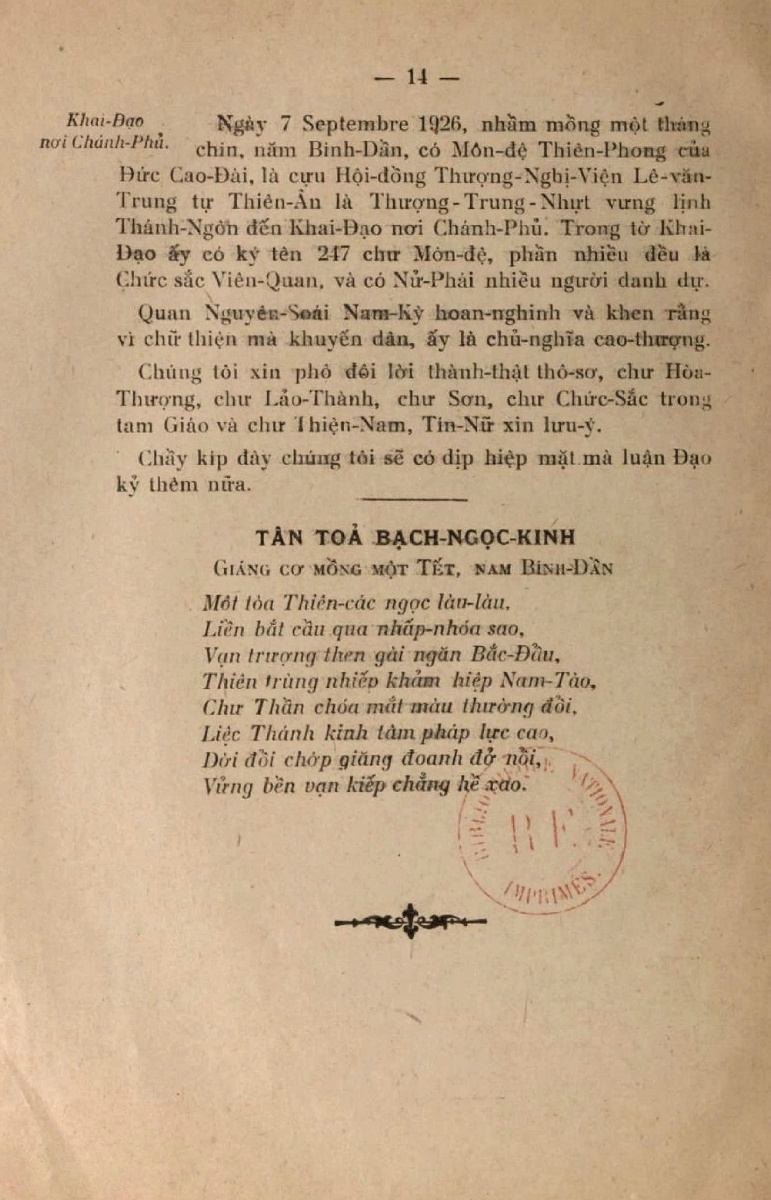 — 14 —
Khai-Đạo
nơi Chánh-Phủ.
Ngày 7 Septembre 1926, nhầm mồng một tháng
chín, năm Bính-Dần, có Môn-đệ Thiên-Phong của
Đức Cao-Đài, là cựu Hội-đồng Thượng-Nghị-Viện Lê-văn-
Trung tự Thiên-Ân là Thượng-Trung-Nhựt vưng lịnh
Thánh-Ngôn đến Khai-Đạo nơi Chánh-Phủ. Trong tờ Khai-
Đạo ấy có ký tên 247 chư Môn-đệ, phần nhiều đều là
Chức sắc Viên-Quan, và có Nử-Phái nhiều người danh dự.
Quan Nguyên-Soái Nam-Kỳ hoan-nghinh và khen rằng
vì chữ thiện mà khuyến dân, ấy là chủ-nghĩa cao-thượng.
Chúng tôi xin phô đôi lời thành-thật thô-sơ, chư Hòa-
Thượng, chư Lảo-Thành, chư Sơn, chư Chức-Sắc trong
tam Giáo và chư Thiện-Nam, Tín-Nữ xin lưu-ý.
Chầy kíp đây chúng tôi sẽ có dịp hiệp mặt mà luận Đạo
kỷ thêm nữa.
TÂN TOẢ BẠCH-NGỌC-KINH
GIÁNG CƠ MỒNG MỘT TẾT, NAM BÍNH-DẦN
Một tòa Thiên-các ngọc làu-làu,
Liền bắt cầu qua nhấp-nhóa sao,
Vạn trượng then gài ngăn Bắc-Đẩu,
Thiên trùng nhiếp khảm hiệp Nam-Tào,
Chư Thần chóa mắt màu thường đổi,
Liệc Thánh kinh tâm pháp lực cao,
Dời đổi chớp giăng đoanh đở nổi,
Vửng bền vạn kiếp chẳng hề xao.
BIBLIOTHÈQUE NATIONALE
R F
IMPRIMÉS.